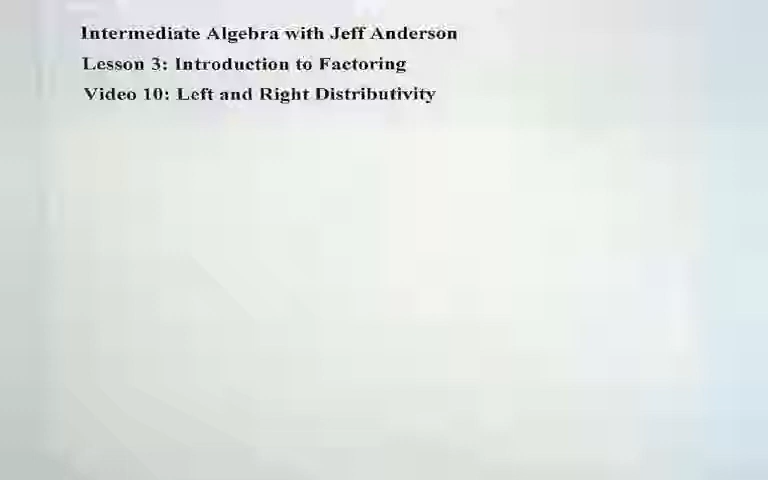 Intermediate Algebra with Jeff Anderson
Lesson 3: Introduction to Factoring
Video 10: Left and Right Distributivity